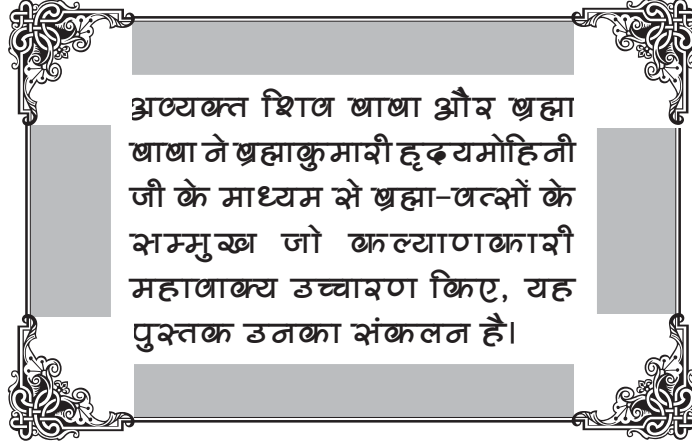 अव्यक्त शिव बाबा और ब्रह्मा
बाबा ने ब्रह्माकुमारी हृदयमोहिनी
जी के माध्यम से ब्रह्मा-वत्सों के
सम्मुख जो कल्याणकारी
महावाक्य उच्चारण किए, यह
पुस्तक उनका संकलन है।